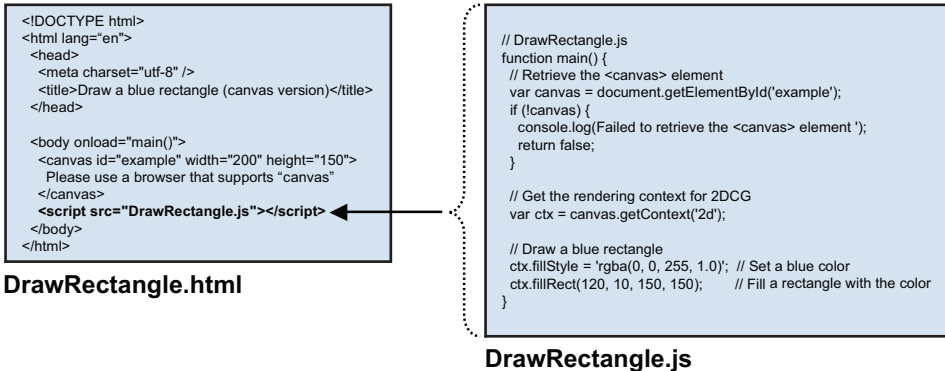 <!DOCTYPE html>
<html lang=“en">
<head>
<meta charset="utf-8" />
<title>Draw a blue rectangle (canvas version)</title>
</head>
<body onload="main()">
<canvas id="example" width="200" height="150">
Please use a browser that supports “canvas”
</canvas>
<script src="DrawRectangle.js"></script>
</body>
</html>
DrawRectangle.html
// DrawRectangle.js
function main() {
// Retrieve the <canvas> element
var canvas = document.getElementById('example');
if (!canvas) {
console.log(Failed to retrieve the <canvas> element ');
return false;
}
// Get the rendering context for 2DCG
var ctx = canvas.getContext('2d');
// Draw a blue rectangle
ctx.fillStyle = 'rgba(0, 0, 255, 1.0)'; // Set a blue color
ctx.fillRect(120, 10, 150, 150); // Fill a rectangle with the color
}
DrawRectangle.js